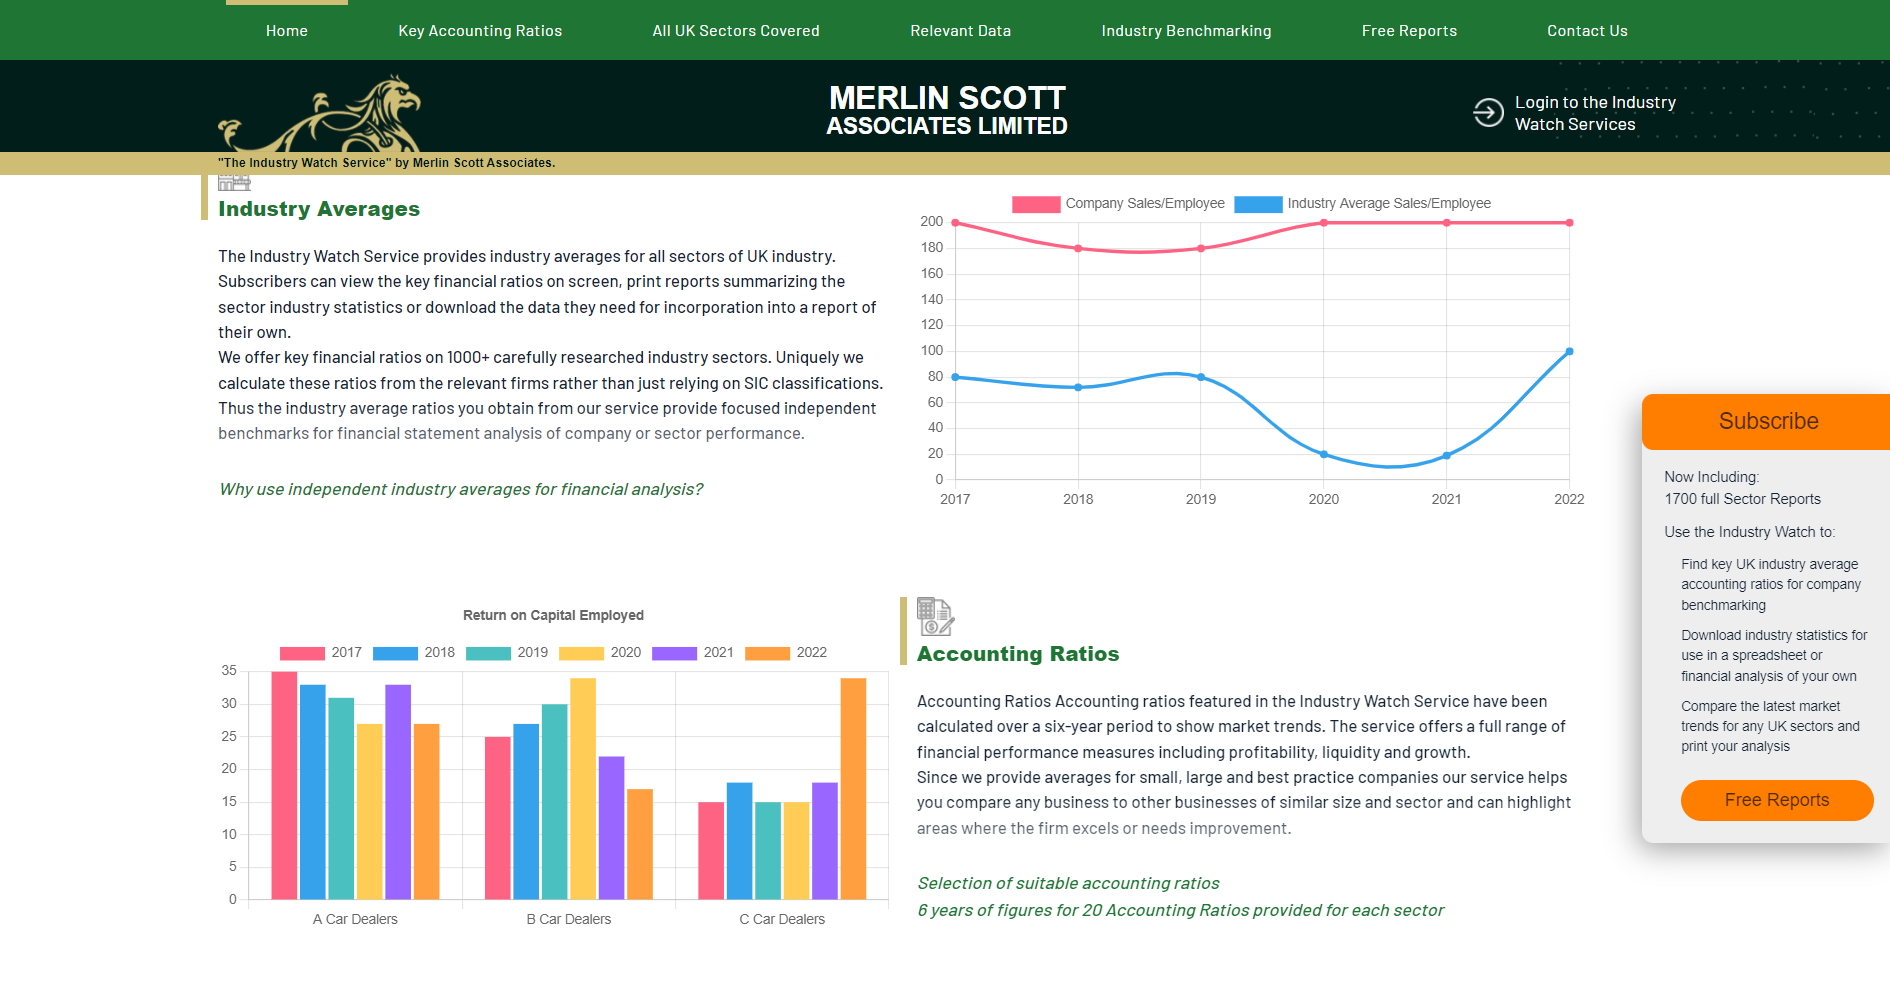 Home
Key Accounting Ratios
All UK Sectors Covered
Relevant Data
Industry Benchmarking
Free Reports
Contact Us
MERLIN SCOTT
ASSOCIATES LIMITED
Login to the Industry
Watch Services
"The Industry Watch Service" by Merlin Scott Associates.
Industry Averages
The Industry Watch Service provides industry averages for all sectors of UK industry.
Subscribers can view the key financial ratios on screen, print reports summarizing the
sector industry statistics or download the data they need for incorporation into a report of
their own.
We offer key financial ratios on 1000+ carefully researched industry sectors. Uniquely we
calculate these ratios from the relevant firms rather than just relying on SIC classifications.
Thus the industry average ratios you obtain from our service provide focused independent
benchmarks for financial statement analysis of company or sector performance.
Why use independent industry averages for financial analysis?
Company Sales/Employee
Industry Average Sales/Employee
200
180
160
140
120
100
80
60
40
20
0
2017
2018
2019
2020
2021
2022
Subscribe
Now Including:
1700 full Sector Reports
Use the Industry Watch to:
Find key UK industry average
accounting ratios for company
benchmarking
Download industry statistics for
use in a spreadsheet or
financial analysis of your own
Compare the latest market
trends for any UK sectors and
print your analysis
Free Reports
Return on Capital Employed
2017
2018
2019
2020
2021
2022
35
30
25
20
15
10
5
0
A Car Dealers
B Car Dealers
C Car Dealers
Accounting Ratios
Accounting Ratios Accounting ratios featured in the Industry Watch Service have been
calculated over a six-year period to show market trends. The service offers a full range of
financial performance measures including profitability, liquidity and growth.
Since we provide averages for small, large and best practice companies our service helps
you compare any business to other businesses of similar size and sector and can highlight
areas where the firm excels or needs improvement.
Selection of suitable accounting ratios
6 years of figures for 20 Accounting Ratios provided for each sector